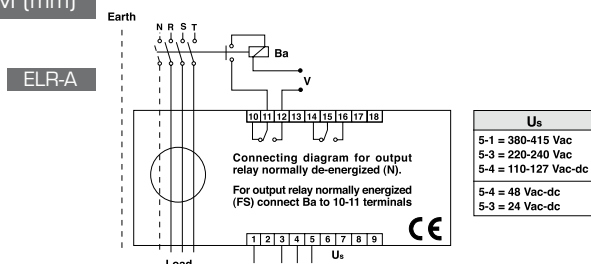 Earth
N R S T
Ba
V
ELR-A
10 11 12 13 14 15 16 17 18
Connecting diagram for output
relay normally de-energized (N).
For output relay normally energized
(FS) connect Ba to 10-11 terminals
CE
1 2 3 4 5 6 7 8 9
Us
Us
5-1 = 380-415 Vac
5-3 = 220-240 Vac
5-4 = 110-127 Vac-dc
5-4 = 48 Vac-dc
5-3 = 24 Vac-dc
Load